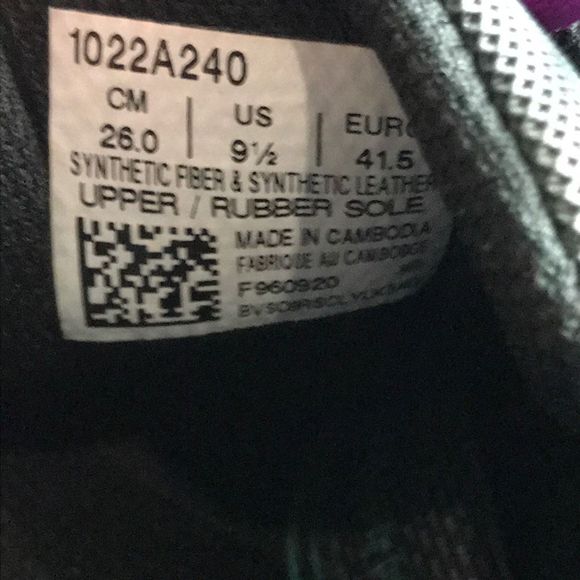 1022A240
CM | US | EURO
26.0 | 9½ | 41.5
SYNTHETIC FIBER & SYNTHETIC LEATHER
UPPER / RUBBER SOLE
MADE IN CAMBODIA
FABRIQUE AU CAMBODGE
F960920